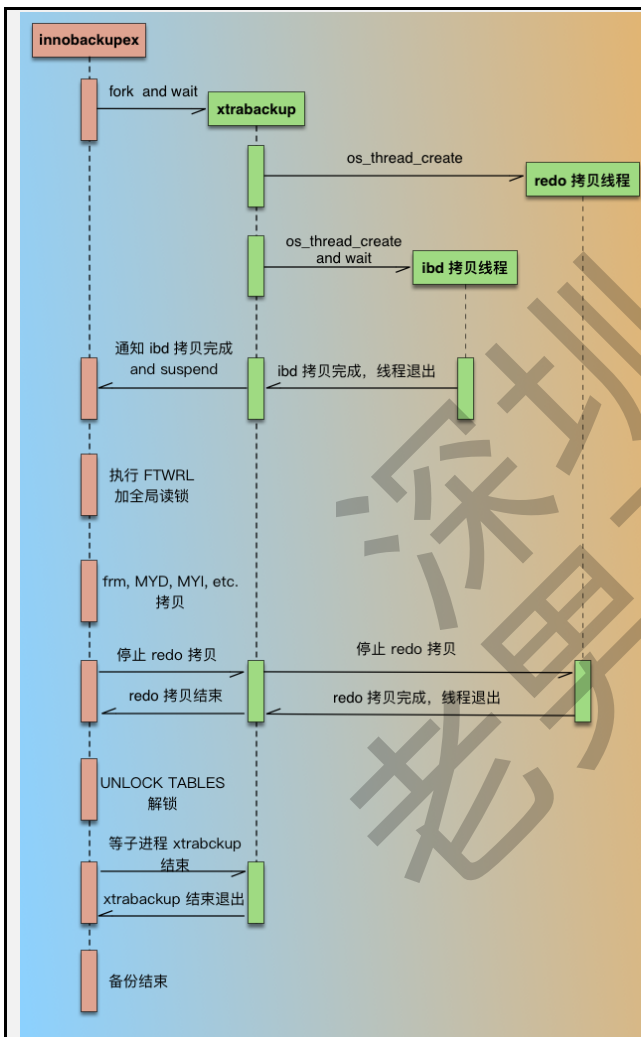 innobackupex
fork and wait
xtrabackup
os_thread_create
redo 拷贝线程
os_thread_create
and wait
ibd 拷贝线程
通知 ibd 拷贝完成
and suspend
ibd 拷贝完成，线程退出
执行 FTWRL
加全局读锁
frm, MYD, MYI, etc.
拷贝
停止 redo 拷贝
停止 redo 拷贝
redo 拷贝结束
redo 拷贝完成，线程退出
UNLOCK TABLES
解锁
等子进程 xtrabckup
结束
xtrabackup 结束退出
备份结束
深圳
老男